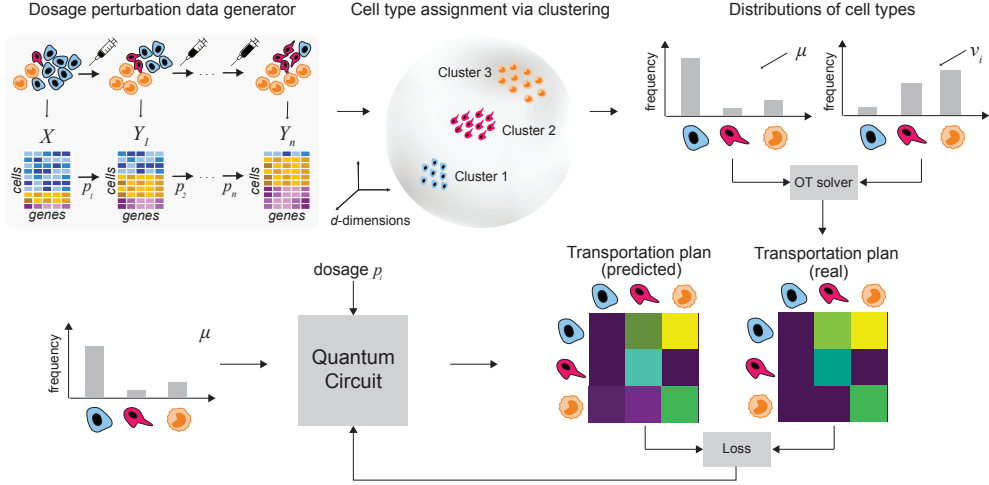 Dosage perturbation data generator
Cell type assignment via clustering
Distributions of cell types
X
Y1
Yn
cells
genes
p1
cells
genes
p2
pn
genes
. . .
. . .
Cluster 3
Cluster 2
Cluster 1
d-dimensions
frequency
μ
frequency
νi
OT solver
dosage pi
Transportation plan
(predicted)
Transportation plan
(real)
frequency
μ
Quantum
Circuit
Loss